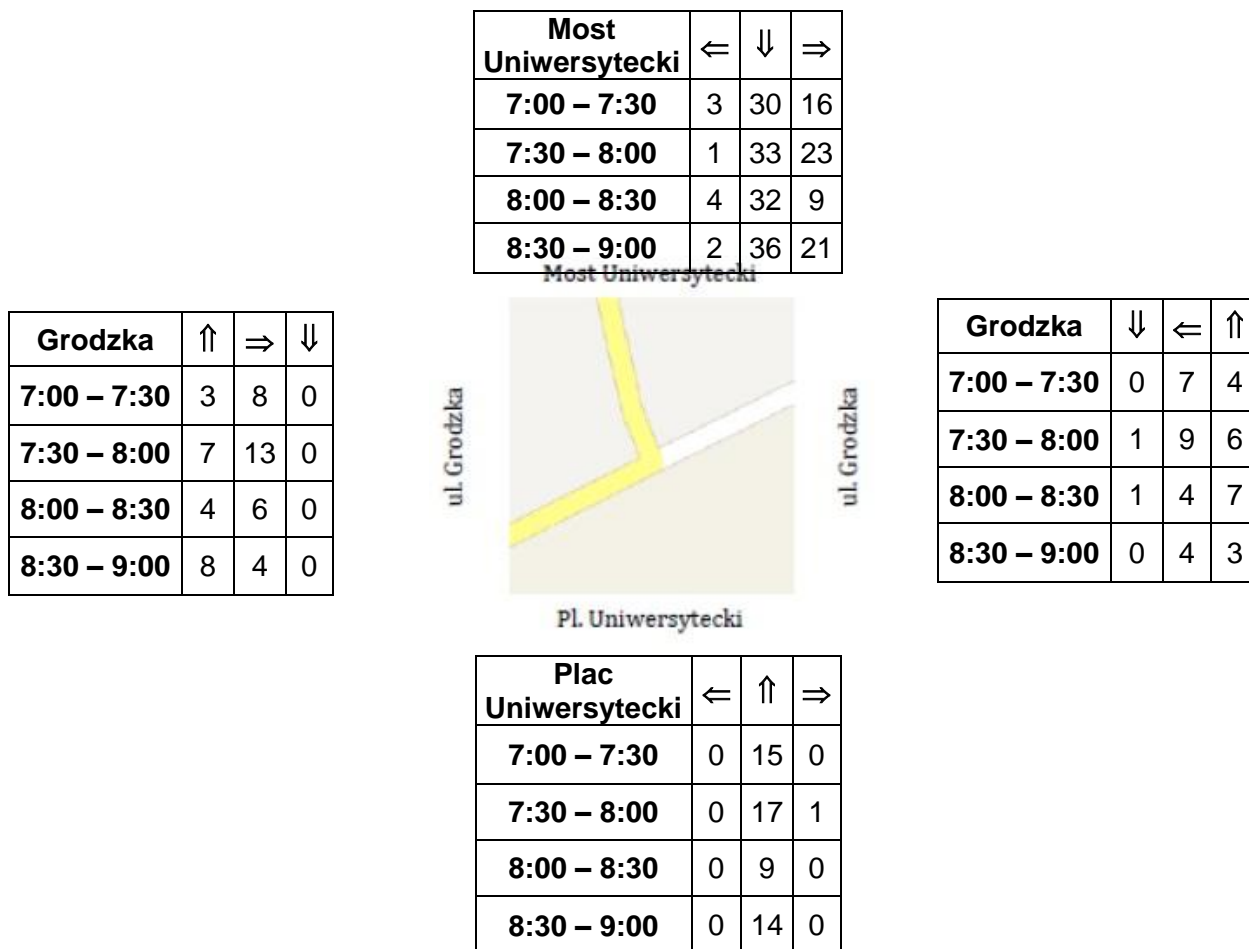 Most
Uniwersytecki ⇐ ⇓ ⇒
7:00 – 7:30 3 30 16
7:30 – 8:00 1 33 23
8:00 – 8:30 4 32 9
8:30 – 9:00 2 36 21
Most Uniwersytecki
Grodzka ⇑ ⇒ ⇓
7:00 – 7:30 3 8 0
7:30 – 8:00 7 13 0
8:00 – 8:30 4 6 0
8:30 – 9:00 8 4 0
ul. Grodzka
ul. Grodzka
Grodzka ⇓ ⇐ ⇑
7:00 – 7:30 0 7 4
7:30 – 8:00 1 9 6
8:00 – 8:30 1 4 7
8:30 – 9:00 0 4 3
Pl. Uniwersytecki
Plac
Uniwersytecki ⇐ ⇑ ⇒
7:00 – 7:30 0 15 0
7:30 – 8:00 0 17 1
8:00 – 8:30 0 9 0
8:30 – 9:00 0 14 0